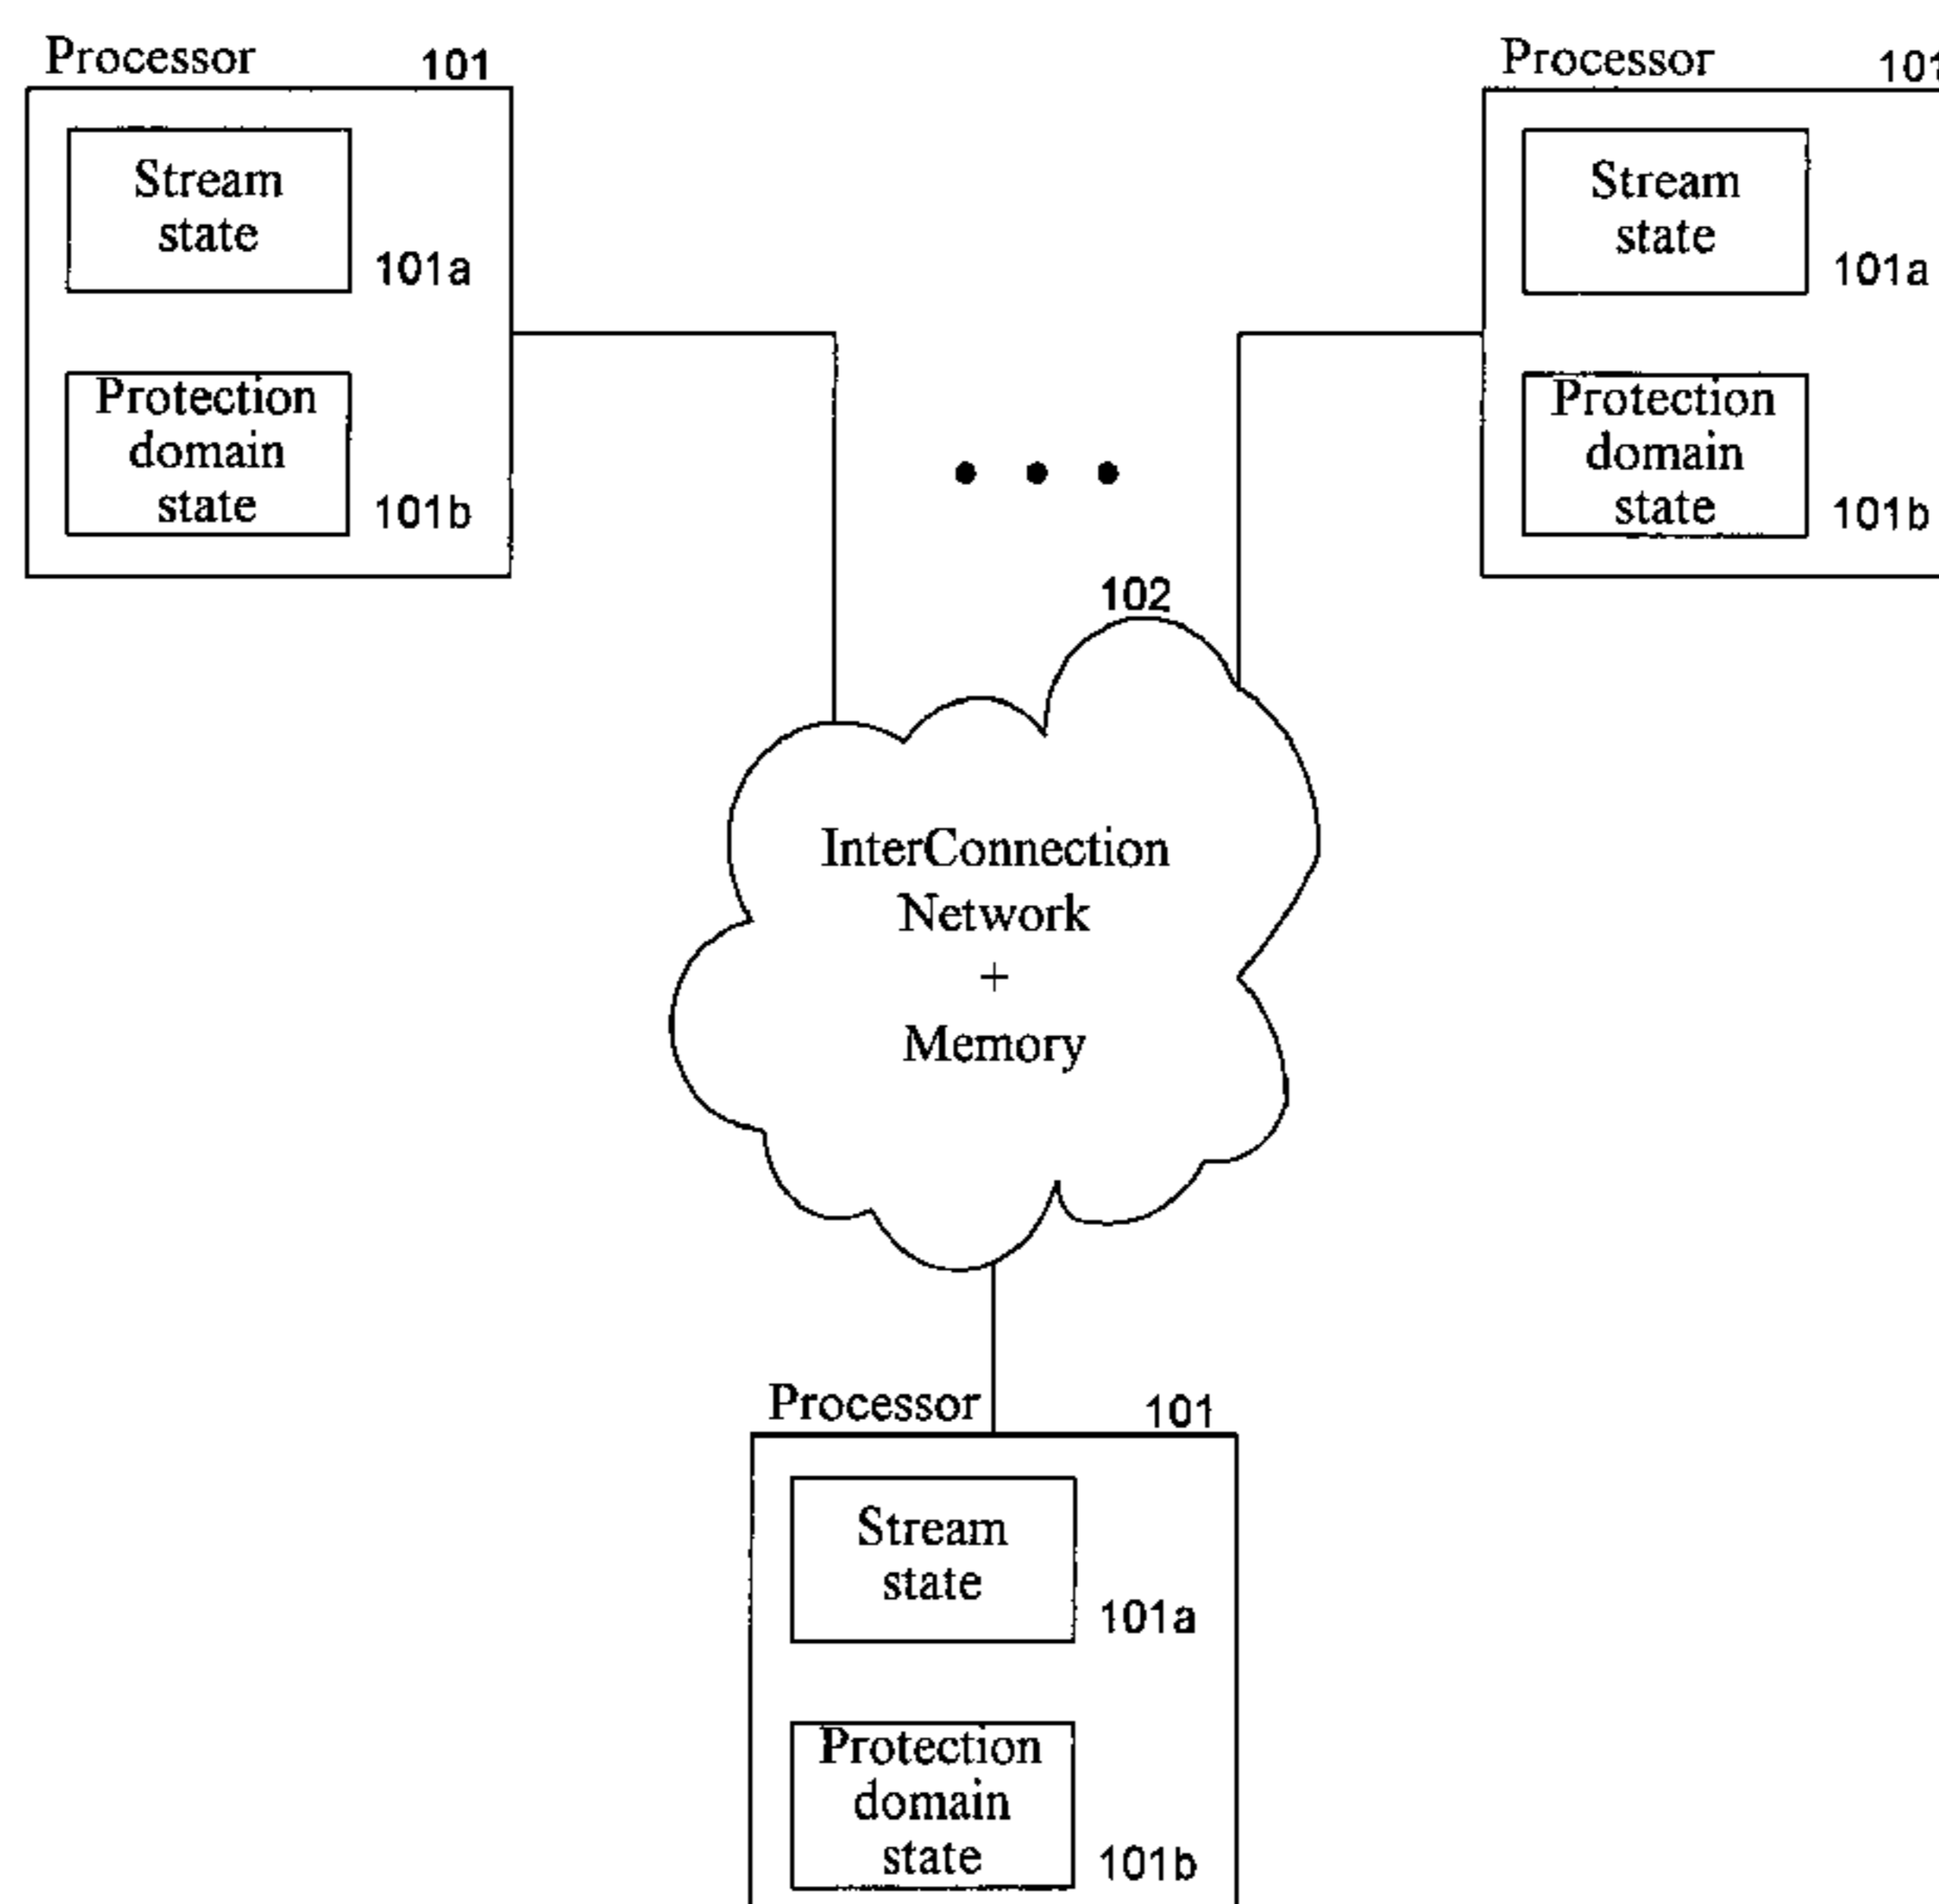 Processor 101
Stream
state
101a
Protection
domain
state
101b
Processor 101
Stream
state
101a
Protection
domain
state
101b
102
InterConnection
Network
+
Memory
Processor 101
Stream
state
101a
Protection
domain
state
101b